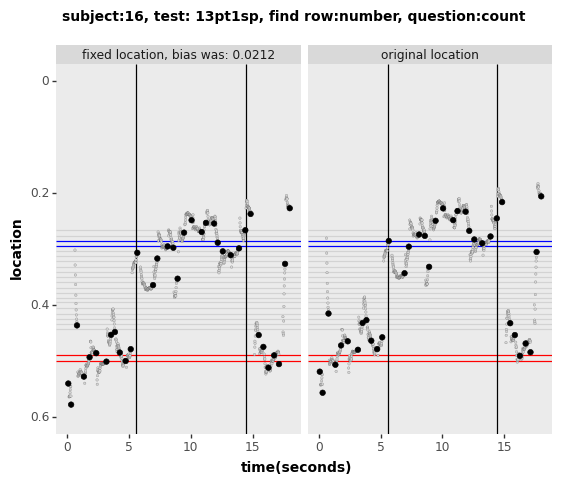 subject:16, test: 13pt1sp, find row:number, question:count
fixed location, bias was: 0.0212
original location
0
0.2
0.4
0.6
location
0
5
10
15
0
5
10
15
time(seconds)